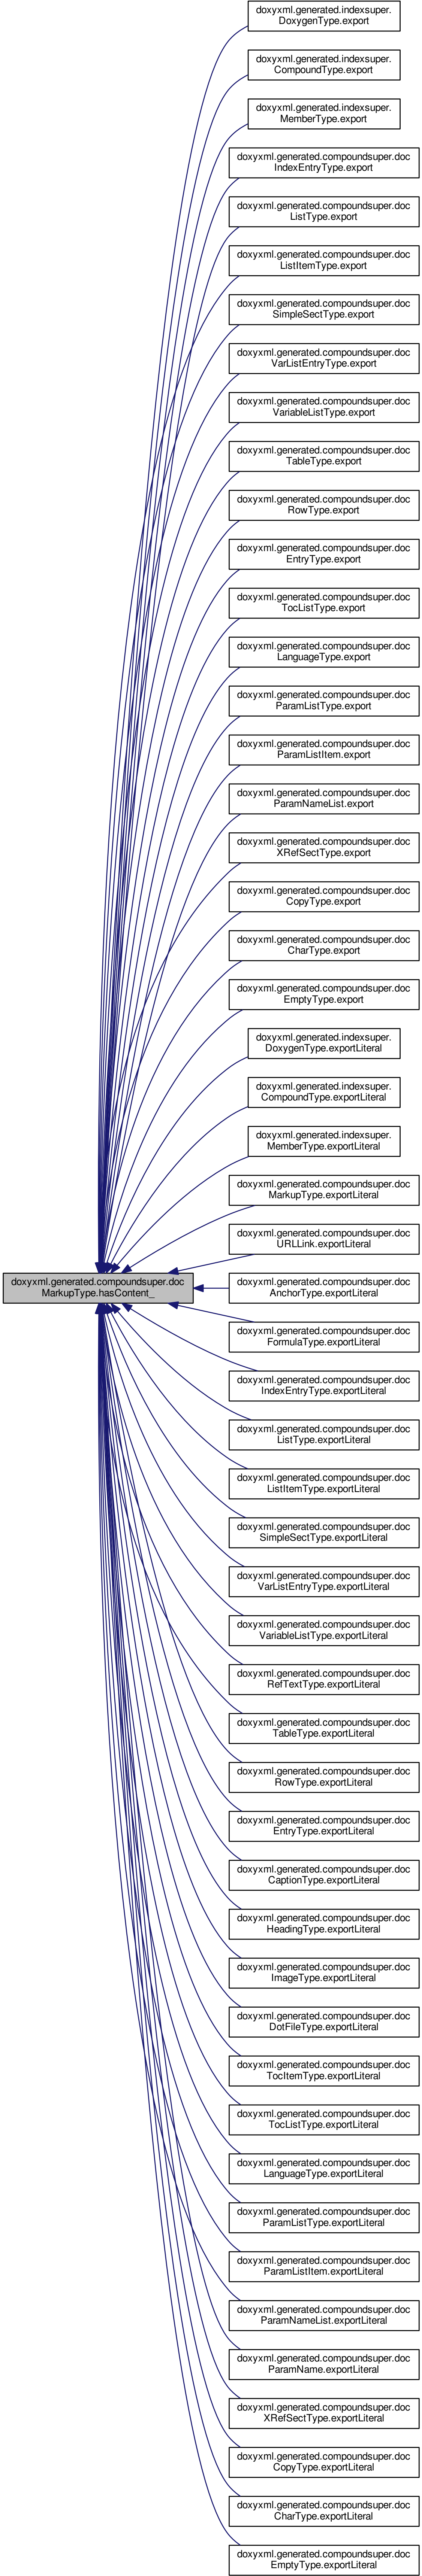 doxyxml.generated.indexsuper.
DoxygenType.export
doxyxml.generated.indexsuper.
CompoundType.export
doxyxml.generated.indexsuper.
MemberType.export
doxyxml.generated.compoundsuper.doc
IndexEntryType.export
doxyxml.generated.compoundsuper.doc
ListType.export
doxyxml.generated.compoundsuper.doc
ListItemType.export
doxyxml.generated.compoundsuper.doc
SimpleSectType.export
doxyxml.generated.compoundsuper.doc
VarListEntryType.export
doxyxml.generated.compoundsuper.doc
VariableListType.export
doxyxml.generated.compoundsuper.doc
TableType.export
doxyxml.generated.compoundsuper.doc
RowType.export
doxyxml.generated.compoundsuper.doc
EntryType.export
doxyxml.generated.compoundsuper.doc
TocListType.export
doxyxml.generated.compoundsuper.doc
LanguageType.export
doxyxml.generated.compoundsuper.doc
ParamListType.export
doxyxml.generated.compoundsuper.doc
ParamListItem.export
doxyxml.generated.compoundsuper.doc
ParamNameList.export
doxyxml.generated.compoundsuper.doc
XRefSectType.export
doxyxml.generated.compoundsuper.doc
CopyType.export
doxyxml.generated.compoundsuper.doc
CharType.export
doxyxml.generated.compoundsuper.doc
EmptyType.export
doxyxml.generated.indexsuper.
DoxygenType.exportLiteral
doxyxml.generated.indexsuper.
CompoundType.exportLiteral
doxyxml.generated.indexsuper.
MemberType.exportLiteral
doxyxml.generated.compoundsuper.doc
MarkupType.exportLiteral
doxyxml.generated.compoundsuper.doc
URLLink.exportLiteral
doxyxml.generated.compoundsuper.doc
MarkupType.hasContent_
doxyxml.generated.compoundsuper.doc
AnchorType.exportLiteral
doxyxml.generated.compoundsuper.doc
FormulaType.exportLiteral
doxyxml.generated.compoundsuper.doc
IndexEntryType.exportLiteral
doxyxml.generated.compoundsuper.doc
ListType.exportLiteral
doxyxml.generated.compoundsuper.doc
ListItemType.exportLiteral
doxyxml.generated.compoundsuper.doc
SimpleSectType.exportLiteral
doxyxml.generated.compoundsuper.doc
VarListEntryType.exportLiteral
doxyxml.generated.compoundsuper.doc
VariableListType.exportLiteral
doxyxml.generated.compoundsuper.doc
RefTextType.exportLiteral
doxyxml.generated.compoundsuper.doc
TableType.exportLiteral
doxyxml.generated.compoundsuper.doc
RowType.exportLiteral
doxyxml.generated.compoundsuper.doc
EntryType.exportLiteral
doxyxml.generated.compoundsuper.doc
CaptionType.exportLiteral
doxyxml.generated.compoundsuper.doc
HeadingType.exportLiteral
doxyxml.generated.compoundsuper.doc
ImageType.exportLiteral
doxyxml.generated.compoundsuper.doc
DotFileType.exportLiteral
doxyxml.generated.compoundsuper.doc
TocItemType.exportLiteral
doxyxml.generated.compoundsuper.doc
TocListType.exportLiteral
doxyxml.generated.compoundsuper.doc
LanguageType.exportLiteral
doxyxml.generated.compoundsuper.doc
ParamListType.exportLiteral
doxyxml.generated.compoundsuper.doc
ParamListItem.exportLiteral
doxyxml.generated.compoundsuper.doc
ParamNameList.exportLiteral
doxyxml.generated.compoundsuper.doc
ParamName.exportLiteral
doxyxml.generated.compoundsuper.doc
XRefSectType.exportLiteral
doxyxml.generated.compoundsuper.doc
CopyType.exportLiteral
doxyxml.generated.compoundsuper.doc
CharType.exportLiteral
doxyxml.generated.compoundsuper.doc
EmptyType.exportLiteral